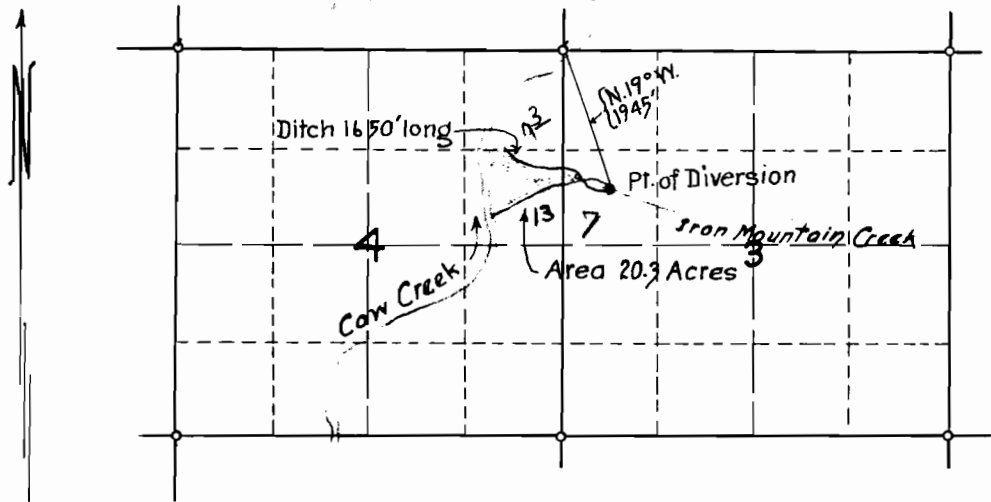 N
N.19° W.
1945'
Ditch 1650' long
Pt. of Diversion
13
7
Iron Mountain Creek
4
3
Area 20.3 Acres
Cow Creek